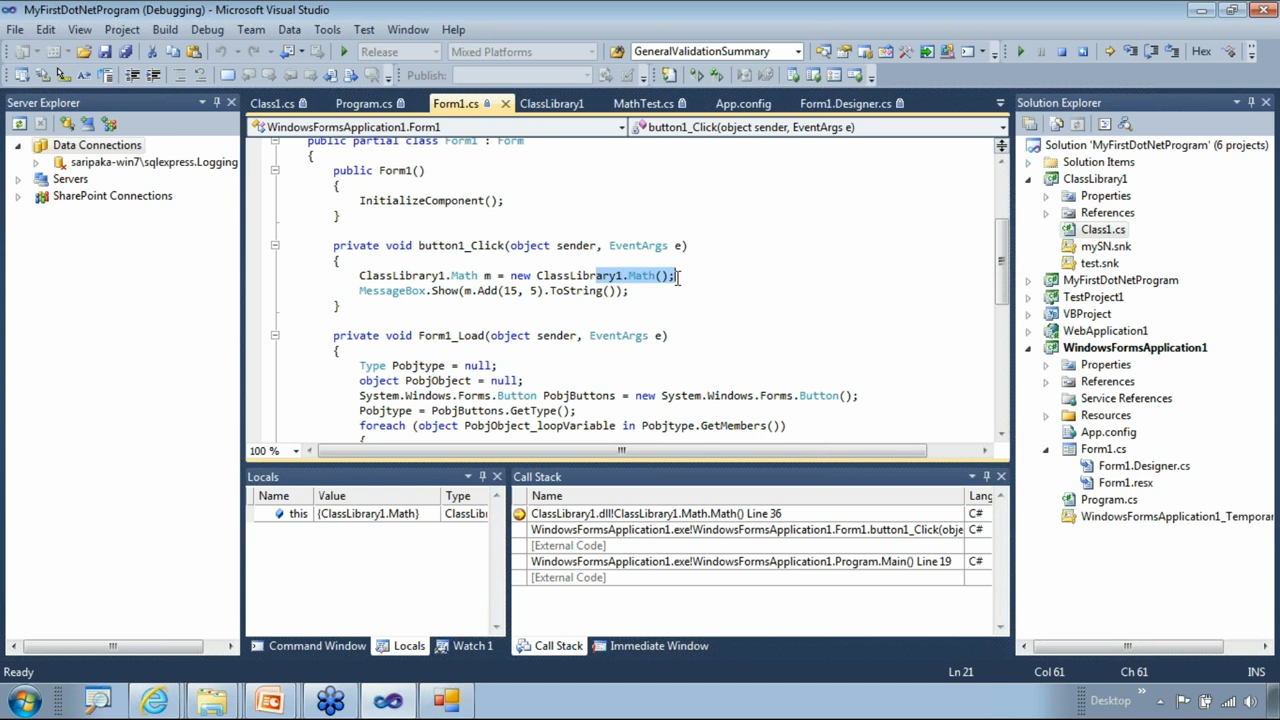 MyFirstDotNetProgram (Debugging) - Microsoft Visual Studio
File Edit View Project Build Debug Team Data Tools Test Window Help
Release Mixed Platforms GeneralValidationSummary Hex
Publish:
Server Explorer
Data Connections
saripaka-win7\sqlexpress.Logging
Servers
SharePoint Connections
Class1.cs Program.cs Form1.cs ClassLibrary1 MathTest.cs App.config Form1.Designer.cs
WindowsFormsApplication1.Form1 button1_Click(object sender, EventArgs e)
public partial class Form1 : Form
{
public Form1()
{
InitializeComponent();
}
private void button1_Click(object sender, EventArgs e)
{
ClassLibrary1.Math m = new ClassLibrary1.Math();
MessageBox.Show(m.Add(15, 5).ToString());
}
private void Form1_Load(object sender, EventArgs e)
{
Type Pobjtype = null;
object PobjObject = null;
System.Windows.Forms.Button PobjButtons = new System.Windows.Forms.Button();
Pobjtype = PobjButtons.GetType();
foreach (object PobjObject_loopVariable in Pobjtype.GetMembers())
{
100 %
Locals
Name Value Type
this {ClassLibrary1.Math} ClassLib
Command Window Locals Watch 1
Call Stack
Name Lang
ClassLibrary1.dll!ClassLibrary1.Math.Math() Line 36 C#
WindowsFormsApplication1.exe!WindowsFormsApplication1.Form1.button1_Click(obje C#
[External Code]
WindowsFormsApplication1.exe!WindowsFormsApplication1.Program.Main() Line 19 C#
[External Code]
Call Stack Immediate Window
Solution Explorer
Solution 'MyFirstDotNetProgram' (6 projects)
Solution Items
ClassLibrary1
Properties
References
Class1.cs
mySN.snk
test.snk
MyFirstDotNetProgram
TestProject1
VBProject
WebApplication1
WindowsFormsApplication1
Properties
References
Service References
Resources
App.config
Form1.cs
Form1.Designer.cs
Form1.resx
Program.cs
WindowsFormsApplication1_Temporar
Ready Ln 21 Col 61 Ch 61 INS
Desktop